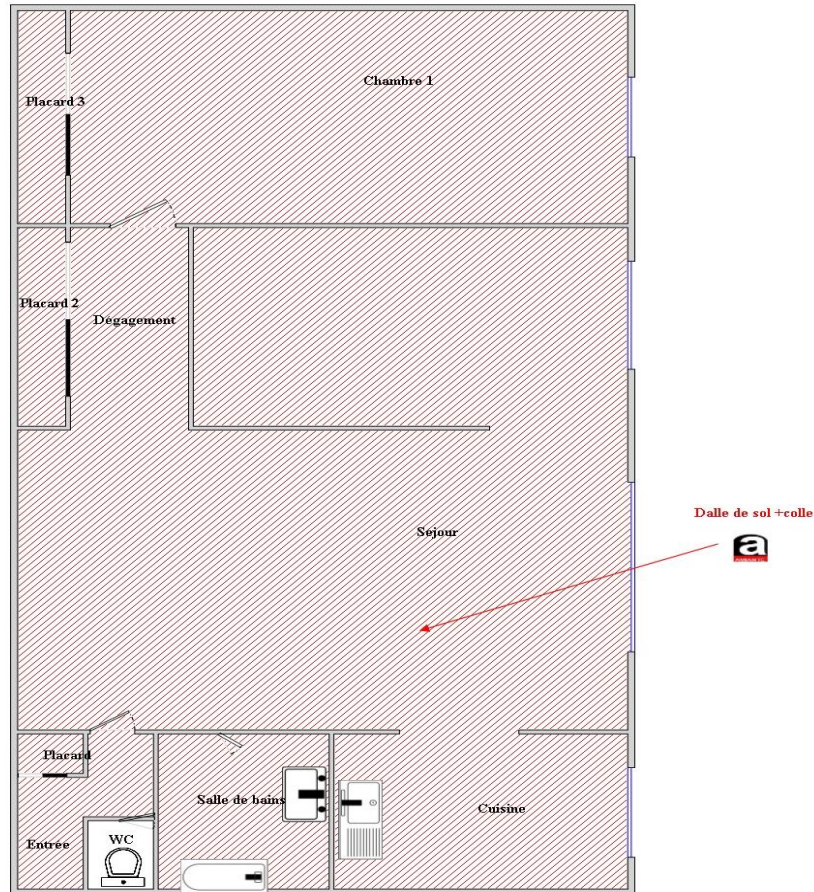 Chambre 1
Placard 3
Placard 2
Dégagement
Sejour
Dalle de sol +colle
a
Placard
Salle de bains
Cuisine
WC
Entrée